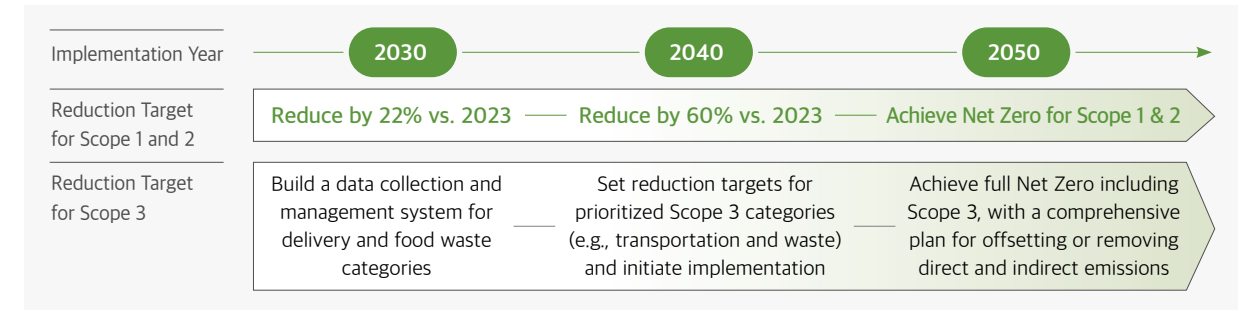 Implementation Year
2030
2040
2050
Reduction Target
for Scope 1 and 2
Reduce by 22% vs. 2023
Reduce by 60% vs. 2023
Achieve Net Zero for Scope 1 & 2
Reduction Target
for Scope 3
Build a data collection and
management system for
delivery and food waste
categories
Set reduction targets for
prioritized Scope 3 categories
(e.g., transportation and waste)
and initiate implementation
Achieve full Net Zero including
Scope 3, with a comprehensive
plan for offsetting or removing
direct and indirect emissions